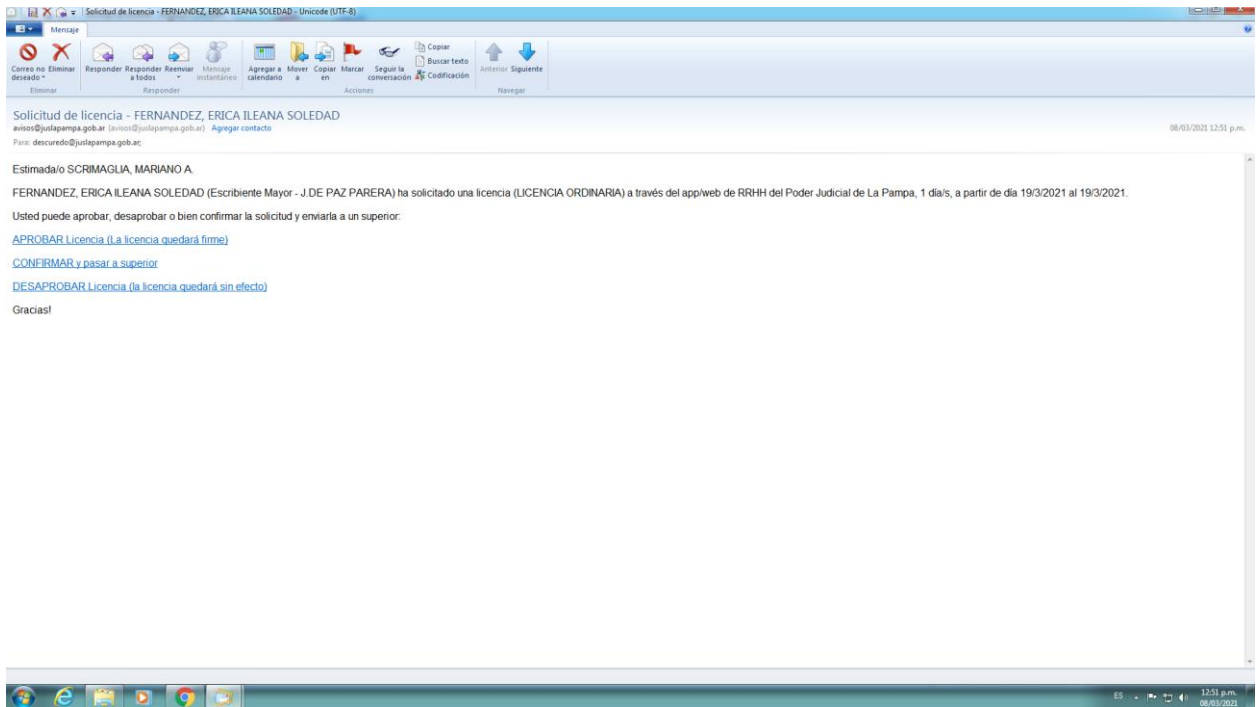 Solicitud de licencia - FERNANDEZ, ERICA ILEANA SOLEDAD - Unicode (UTF-8)
Mensaje
Correo no deseado
Eliminar
Responder
Responder a todos
Reenviar
Mensaje instantáneo
Agregar a calendario
Mover a
Copiar en
Marcar
Seguir la conversación
Copiar
Buscar texto
Codificación
Anterior
Siguiente
Eliminar
Responder
Acciones
Navegar
Solicitud de licencia - FERNANDEZ, ERICA ILEANA SOLEDAD
avisos@juslapampa.gob.ar (avisos@juslapampa.gob.ar) Agregar contacto
08/03/2021 12:51 p.m.
Para: descuredo@juslapampa.gob.ar;
Estimada/o SCRIMAGLIA, MARIANO A.
FERNANDEZ, ERICA ILEANA SOLEDAD (Escribiente Mayor - J.DE PAZ PARERA) ha solicitado una licencia (LICENCIA ORDINARIA) a través del app/web de RRHH del Poder Judicial de La Pampa, 1 día/s, a partir de día 19/3/2021 al 19/3/2021.
Usted puede aprobar, desaprobar o bien confirmar la solicitud y enviarla a un superior:
APROBAR Licencia (La licencia quedará firme)
CONFIRMAR y pasar a superior
DESAPROBAR Licencia (la licencia quedará sin efecto)
Gracias!
ES
12:51 p.m.
08/03/2021